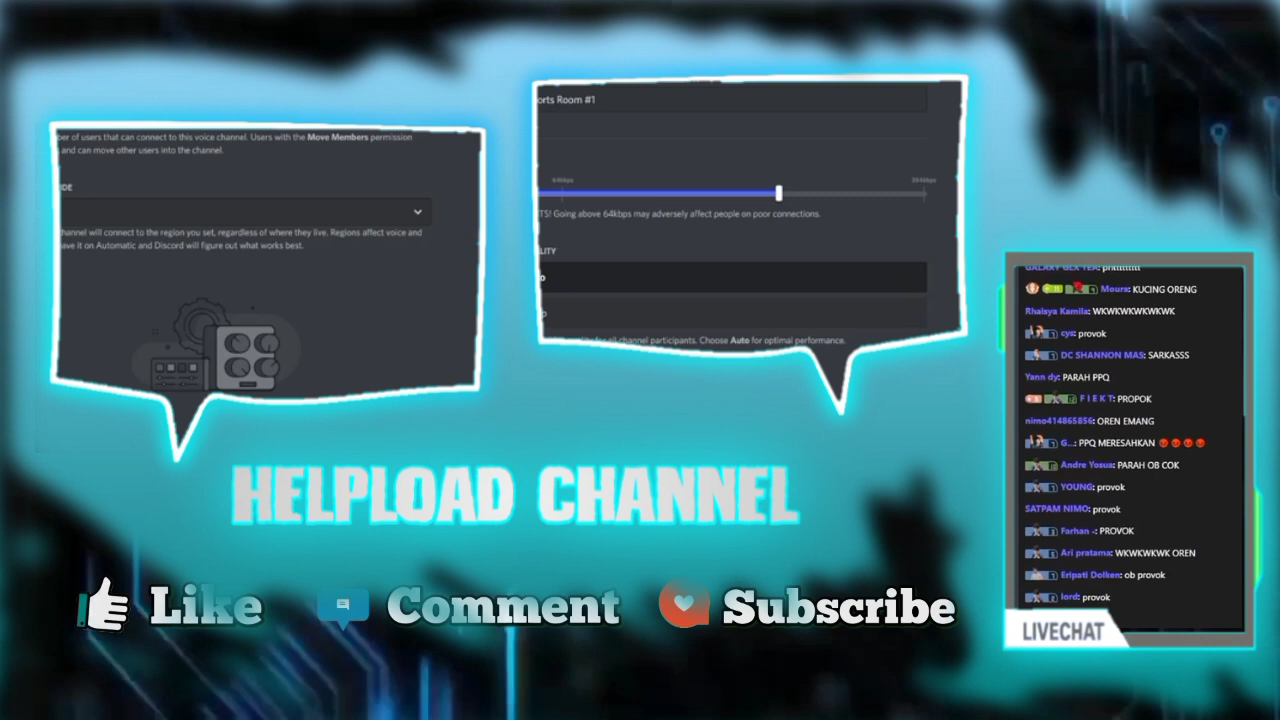 ber of users that can connect to this voice channel. Users with the Move Members permission
and can move other users into the channel.
IDE
hannel will connect to the region you set, regardless of where they live. Regions affect voice and
ave it on Automatic and Discord will figure out what works best.
orts Room #1
64kbps
384kbps
TS! Going above 64kbps may adversely affect people on poor connections.
LITY
o
for all channel participants. Choose Auto for optimal performance.
HELPLOAD CHANNEL
Like
Comment
Subscribe
Moura: KUCING ORENG
Rhaisya Kamila: WKWKWKWKWKWK
cys: provok
DC SHANNON MAS: SARKASSS
Yann dy: PARAH PPQ
F I E K T: PROPOK
nimo414865856: OREN EMANG
G...: PPQ MERESAHKAN 😡😡😡😡
Andre Yosua: PARAH OB COK
YOUNG: provok
SATPAM NIMO: provok
Farhan -: PROVOK
Ari pratama: WKWKWKWK OREN
Eripati Dolken: ob provok
lord: provok
LIVECHAT